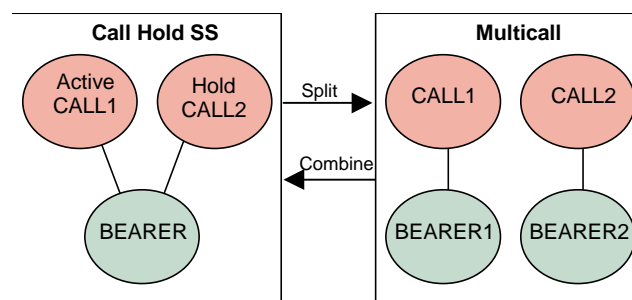 Call Hold SS
Multicall
Active
CALL1
Hold
CALL2
Split
CALL1
CALL2
Combine
BEARER
BEARER1
BEARER2